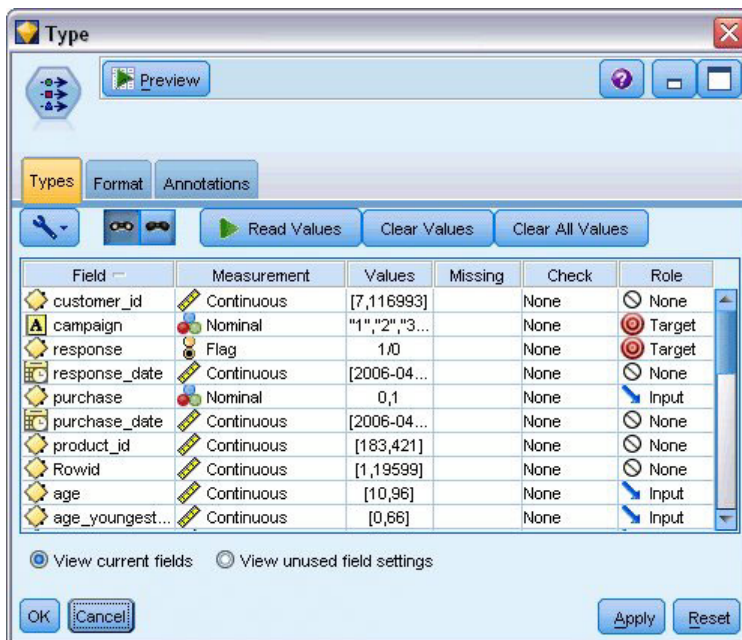 Type
Preview
?
Types Format Annotations
Read Values Clear Values Clear All Values
Field Measurement Values Missing Check Role
customer_id Continuous [7,116993] None None
A campaign Nominal "1","2","3... None Target
response Flag 1/0 None Target
response_date Continuous [2006-04... None None
purchase Nominal 0,1 None Input
purchase_date Continuous [2006-04... None None
product_id Continuous [183,421] None None
Rowid Continuous [1,19599] None None
age Continuous [10,96] None Input
age_youngest... Continuous [0,66] None Input
View current fields View unused field settings
OK Cancel Apply Reset